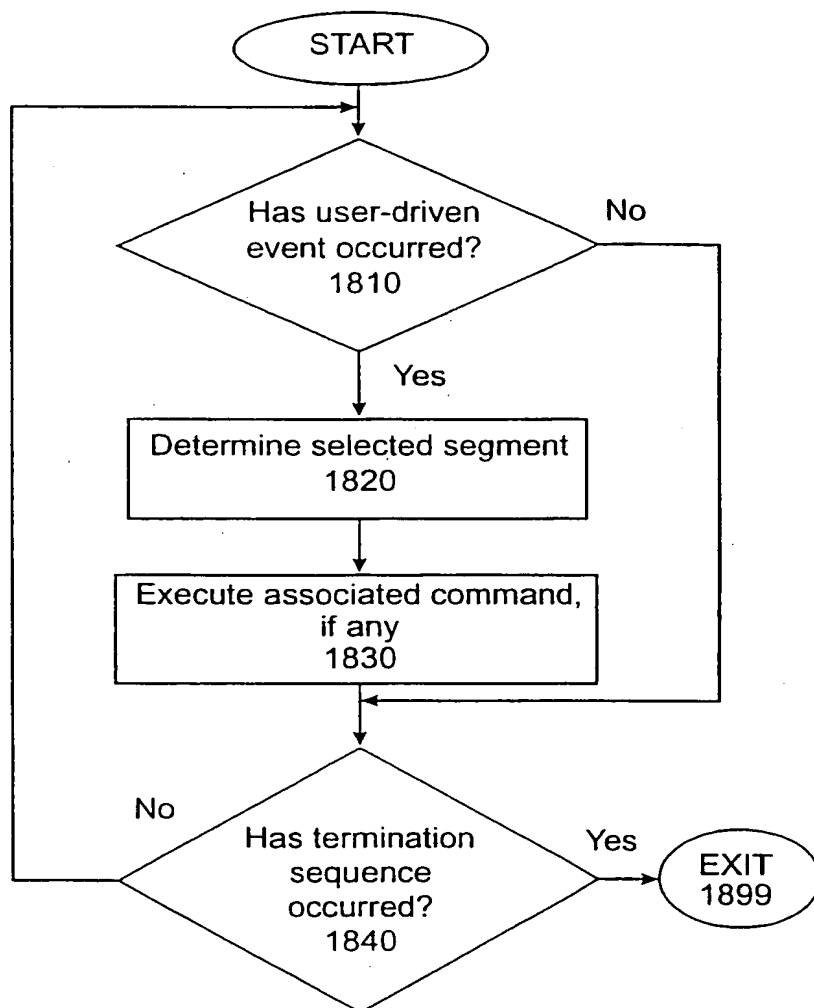 START
Has user-driven
event occurred?
1810
No
Yes
Determine selected segment
1820
Execute associated command,
if any
1830
No
Has termination
sequence
occurred?
1840
Yes
EXIT
1899